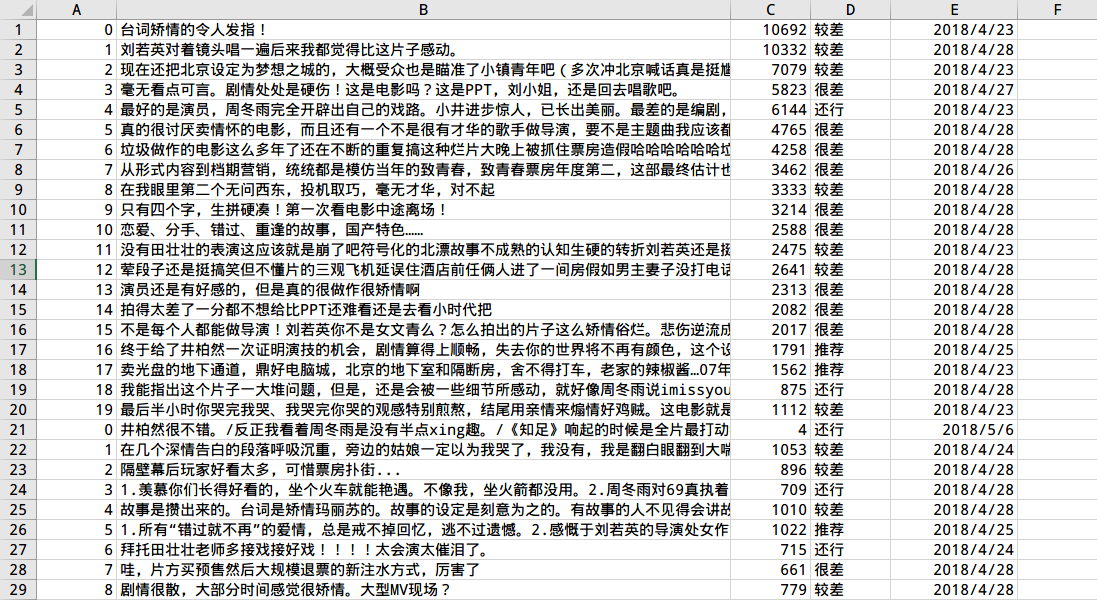 A B C D E F
1 0 台词矫情的令人发指！ 10692 较差 2018/4/23
2 1 刘若英对着镜头唱一遍后来我都觉得比这片子感动。 10332 较差 2018/4/28
3 2 现在还把北京设定为梦想之城的，大概受众也是瞄准了小镇青年吧（多次冲北京喊话真是挺尴 7079 较差 2018/4/23
4 3 毫无看点可言。剧情处处是硬伤！这是电影吗？这是PPT，刘小姐，还是回去唱歌吧。 5823 很差 2018/4/27
5 4 最好的是演员，周冬雨完全开辟出自己的戏路。小井进步惊人，已长出美丽。最差的是编剧， 6144 还行 2018/4/23
6 5 真的很讨厌卖情怀的电影，而且还有一个不是很有才华的歌手做导演，要不是主题曲我应该都 4765 很差 2018/4/28
7 6 垃圾做作的电影这么多年了还在不断的重复搞这种烂片大晚上被抓住票房造假哈哈哈哈哈哈垃 4258 很差 2018/4/28
8 7 从形式内容到档期营销，统统都是模仿当年的致青春，致青春票房年度第二，这部最终估计也 3462 很差 2018/4/26
9 8 在我眼里第二个无问西东，投机取巧，毫无才华，对不起 3333 较差 2018/4/28
10 9 只有四个字，生拼硬凑！第一次看电影中途离场！ 3214 很差 2018/4/28
11 10 恋爱、分手、错过、重逢的故事，国产特色…… 2588 很差 2018/4/28
12 11 没有田壮壮的表演这应该就是崩了吧符号化的北漂故事不成熟的认知生硬的转折刘若英还是挺 2475 较差 2018/4/23
13 12 荤段子还是挺搞笑但不懂片的三观飞机延误住酒店前任俩人进了一间房假如男主妻子没打电话 2641 较差 2018/4/28
14 13 演员还是有好感的，但是真的很做作很矫情啊 2313 很差 2018/4/28
15 14 拍得太差了一分都不想给比PPT还难看还是去看小时代把 2082 很差 2018/4/28
16 15 不是每个人都能做导演！刘若英你不是女文青么？怎么拍出的片子这么矫情俗烂。悲伤逆流成 2017 很差 2018/4/28
17 16 终于给了井柏然一次证明演技的机会，剧情算得上顺畅，失去你的世界将不再有颜色，这个设 1791 推荐 2018/4/25
18 17 卖光盘的地下通道，鼎好电脑城，北京的地下室和隔断房，舍不得打车，老家的辣椒酱…07年 1562 推荐 2018/4/23
19 18 我能指出这个片子一大堆问题，但是，还是会被一些细节所感动，就好像周冬雨说imissyou 875 还行 2018/4/28
20 19 最后半小时你哭完我哭、我哭完你哭的观感特别煎熬，结尾用亲情来煽情好鸡贼。这电影就是 1112 较差 2018/4/23
21 0 井柏然很不错。/反正我看着周冬雨是没有半点xing趣。/《知足》响起的时候是全片最打动 4 还行 2018/5/6
22 1 在几个深情告白的段落呼吸沉重，旁边的姑娘一定以为我哭了，我没有，我是翻白眼翻到大喘 1053 较差 2018/4/24
23 2 隔壁幕后玩家好看太多，可惜票房扑街... 896 较差 2018/4/28
24 3 1.羡慕你们长得好看的，坐个火车就能艳遇。不像我，坐火箭都没用。2.周冬雨对69真执着 709 还行 2018/4/28
25 4 故事是攒出来的。台词是矫情玛丽苏的。故事的设定是刻意为之的。有故事的人不见得会讲故 1010 较差 2018/4/28
26 5 1.所有“错过就不再”的爱情，总是戒不掉回忆，逃不过遗憾。2.感慨于刘若英的导演处女作 1022 推荐 2018/4/25
27 6 拜托田壮壮老师多接戏接好戏！！！！太会演太催泪了。 715 还行 2018/4/24
28 7 哇，片方买预售然后大规模退票的新注水方式，厉害了 661 很差 2018/4/28
29 8 剧情很散，大部分时间感觉很矫情。大型MV现场？ 779 较差 2018/4/28